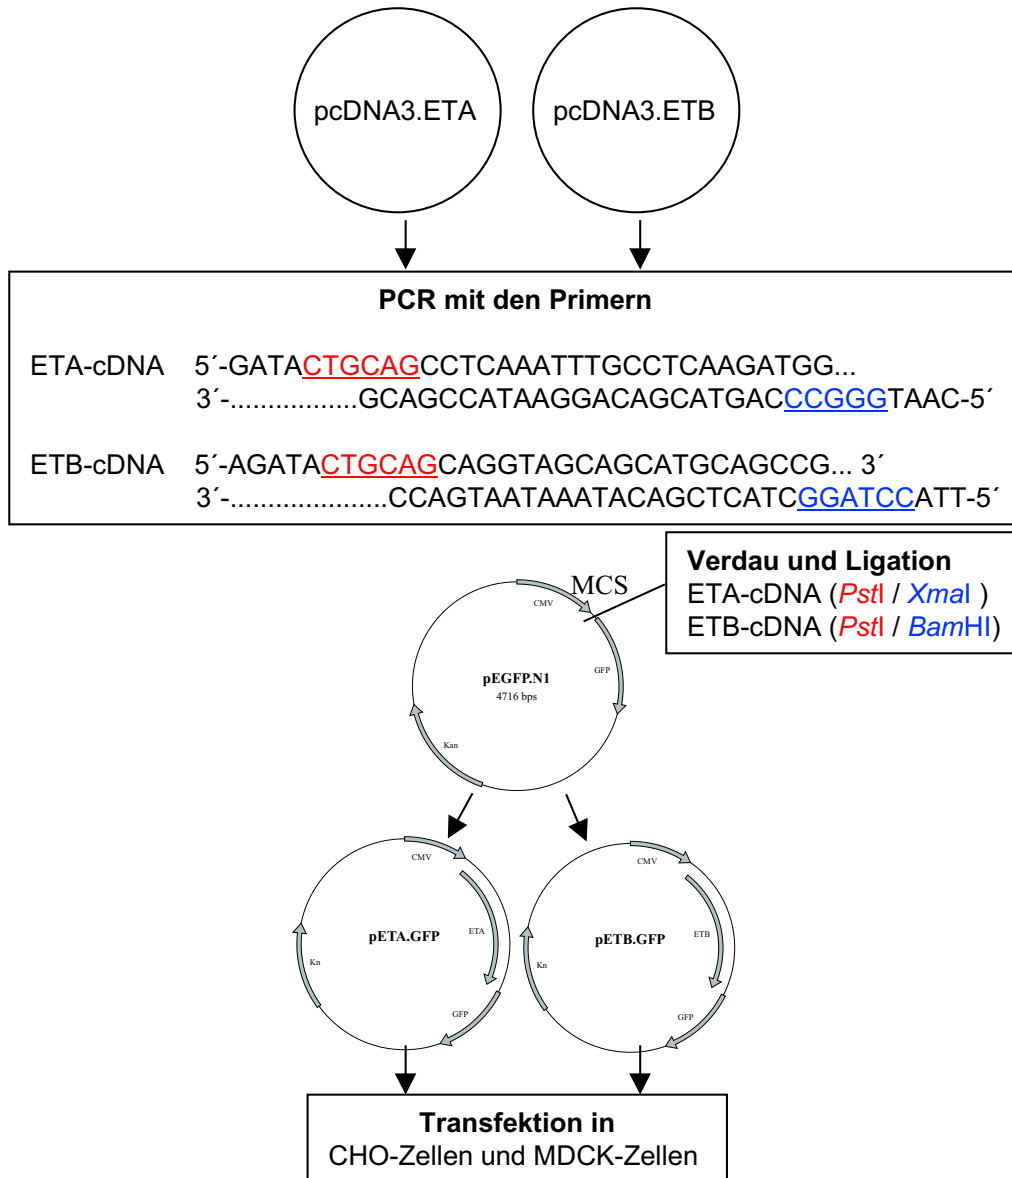 pcDNA3.ETA pcDNA3.ETB
PCR mit den Primern
ETA-cDNA 5´-GATACTGCAGCCTCAAATTTGCCTCAAGATGG...
3´-.................GCAGCCATAAGGACAGCATGACCCGGGTAAC-5´
ETB-cDNA 5´-AGATACTGCAGCAGGTAGCAGCATGCAGCCG... 3´
3´-.....................CCAGTAATAAATACAGCTCATCGGATCCATT-5´
Verdau und Ligation
ETA-cDNA (PstI / XmaI )
ETB-cDNA (PstI / BamHI)
MCS
CMV
GFP
pEGFP.N1
4716 bps
Kan
CMV
ETA
pETA.GFP
Kn
GFP
CMV
ETB
pETB.GFP
Kn
GFP
Transfektion in
CHO-Zellen und MDCK-Zellen